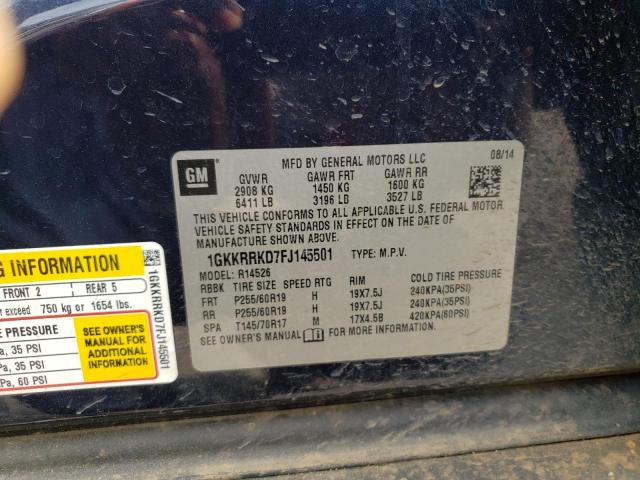 GM
MFD BY GENERAL MOTORS LLC
08/14
GVWR GAWR FRT GAWR RR
2908 KG 1450 KG 1600 KG
6411 LB 3196 LB 3527 LB
THIS VEHICLE CONFORMS TO ALL APPLICABLE U.S. FEDERAL MOTOR
VEHICLE SAFETY STANDARDS IN EFFECT ON THE DATE OF
MANUFACTURE SHOWN ABOVE.
1GKKRRKD7FJ145501 TYPE: M.P.V.
MODEL: R14526
RBBK TIRE SIZE SPEED RTG RIM COLD TIRE PRESSURE
FRT P255/60R19 H 19X7.5J 240KPA(35PSI)
RR P255/60R19 H 19X7.5J 240KPA(35PSI)
SPA T145/70R17 M 17X4.5B 420KPA(60PSI)
SEE OWNER'S MANUAL FOR MORE INFORMATION.
INFORMATION
FRONT 2 REAR 5
exceed 750 kg or 1654 lbs.
PRESSURE
35 PSI
35 PSI
60 PSI
SEE OWNER'S
MANUAL FOR
ADDITIONAL
INFORMATION
1GKKRRKD7FJ145501